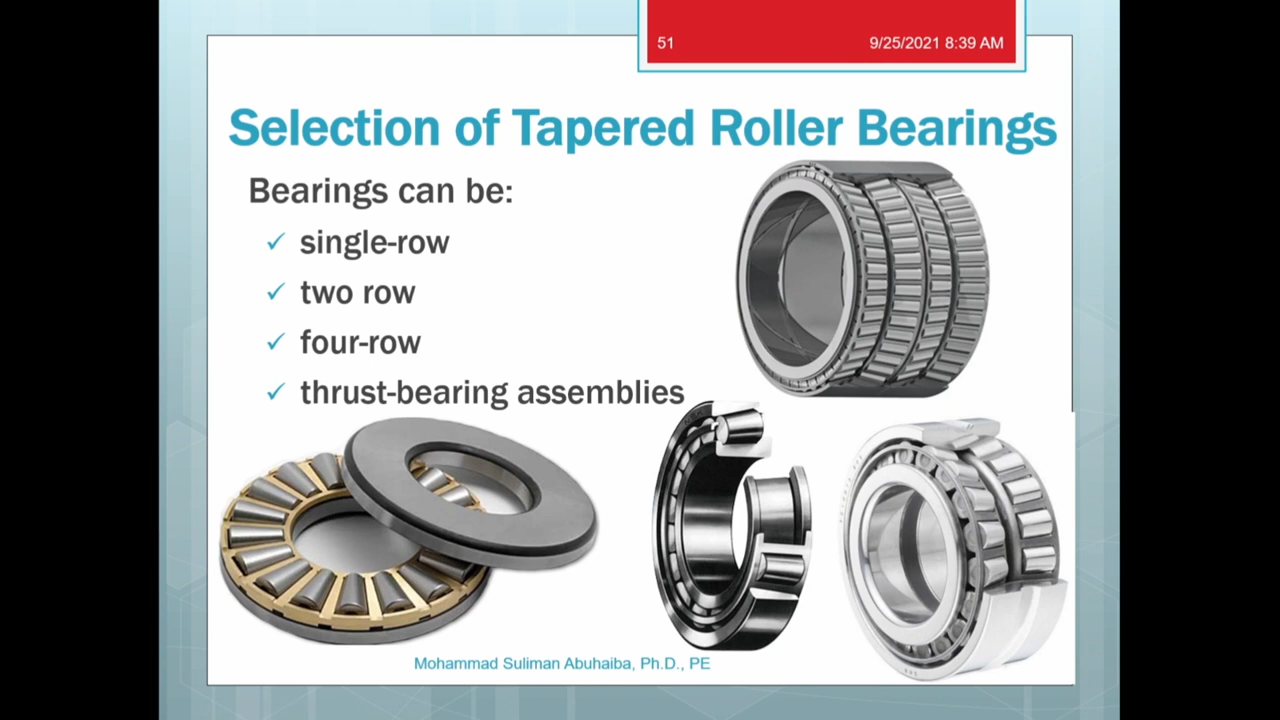 51
9/25/2021 8:39 AM
Selection of Tapered Roller Bearings
Bearings can be:
✓ single-row
✓ two row
✓ four-row
✓ thrust-bearing assemblies
Mohammad Suliman Abuhaiba, Ph.D., PE